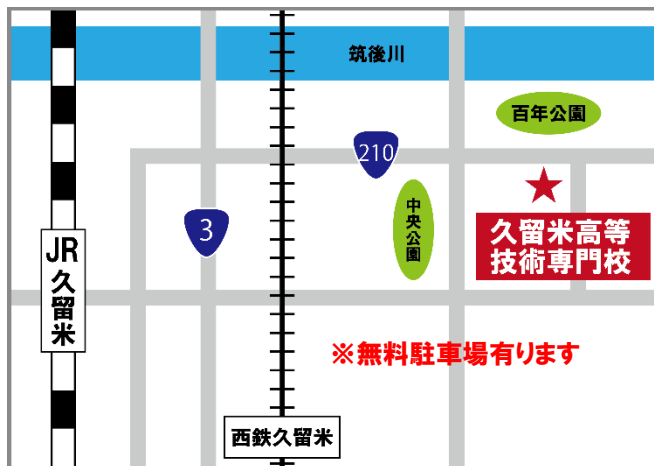 筑後川
百年公園
210
中央公園
3
久留米高等
技術専門校
JR久留米
※無料駐車場有ります
西鉄久留米